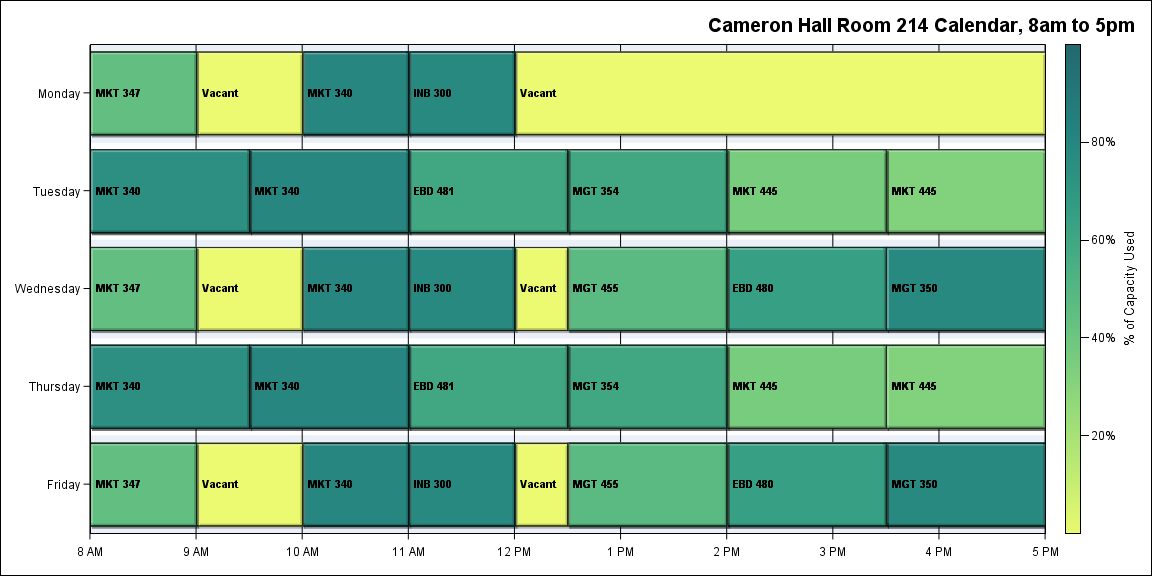 Cameron Hall Room 214 Calendar, 8am to 5pm
Monday MKT 347 Vacant MKT 340 INB 300 Vacant
Tuesday MKT 340 MKT 340 EBD 481 MGT 354 MKT 445 MKT 445
Wednesday MKT 347 Vacant MKT 340 INB 300 Vacant MGT 455 EBD 480 MGT 350
Thursday MKT 340 MKT 340 EBD 481 MGT 354 MKT 445 MKT 445
Friday MKT 347 Vacant MKT 340 INB 300 Vacant MGT 455 EBD 480 MGT 350
8 AM 9 AM 10 AM 11 AM 12 PM 1 PM 2 PM 3 PM 4 PM 5 PM
80%
60%
40%
20%
% of Capacity Used